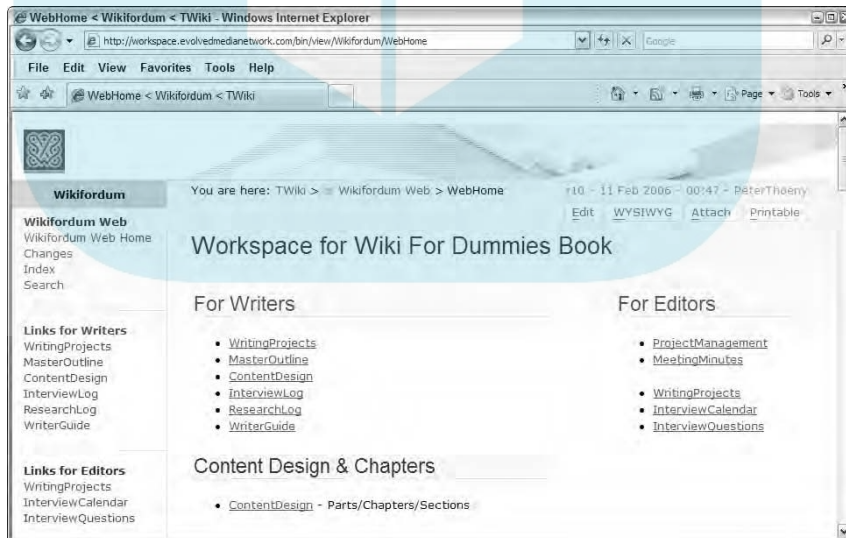 WebHome < Wikifordum < TWiki - Windows Internet Explorer
http://workspace.evolvedmedianetwork.com/bin/view/Wikifordum/WebHome
Google
File Edit View Favorites Tools Help
WebHome < Wikifordum < TWiki
Page Tools
Wikifordum
You are here: TWiki > Wikifordum Web > WebHome
r10 - 11 Feb 2006 - 00:47 - PeterThoeny
Edit WYSIWYG Attach Printable
Wikifordum Web
Wikifordum Web Home
Changes
Index
Search
Links for Writers
WritingProjects
MasterOutline
ContentDesign
InterviewLog
ResearchLog
WriterGuide
Links for Editors
WritingProjects
InterviewCalendar
InterviewQuestions
Workspace for Wiki For Dummies Book
For Writers
• WritingProjects
• MasterOutline
• ContentDesign
• InterviewLog
• ResearchLog
• WriterGuide
For Editors
• ProjectManagement
• MeetingMinutes
• WritingProjects
• InterviewCalendar
• InterviewQuestions
Content Design & Chapters
• ContentDesign - Parts/Chapters/Sections